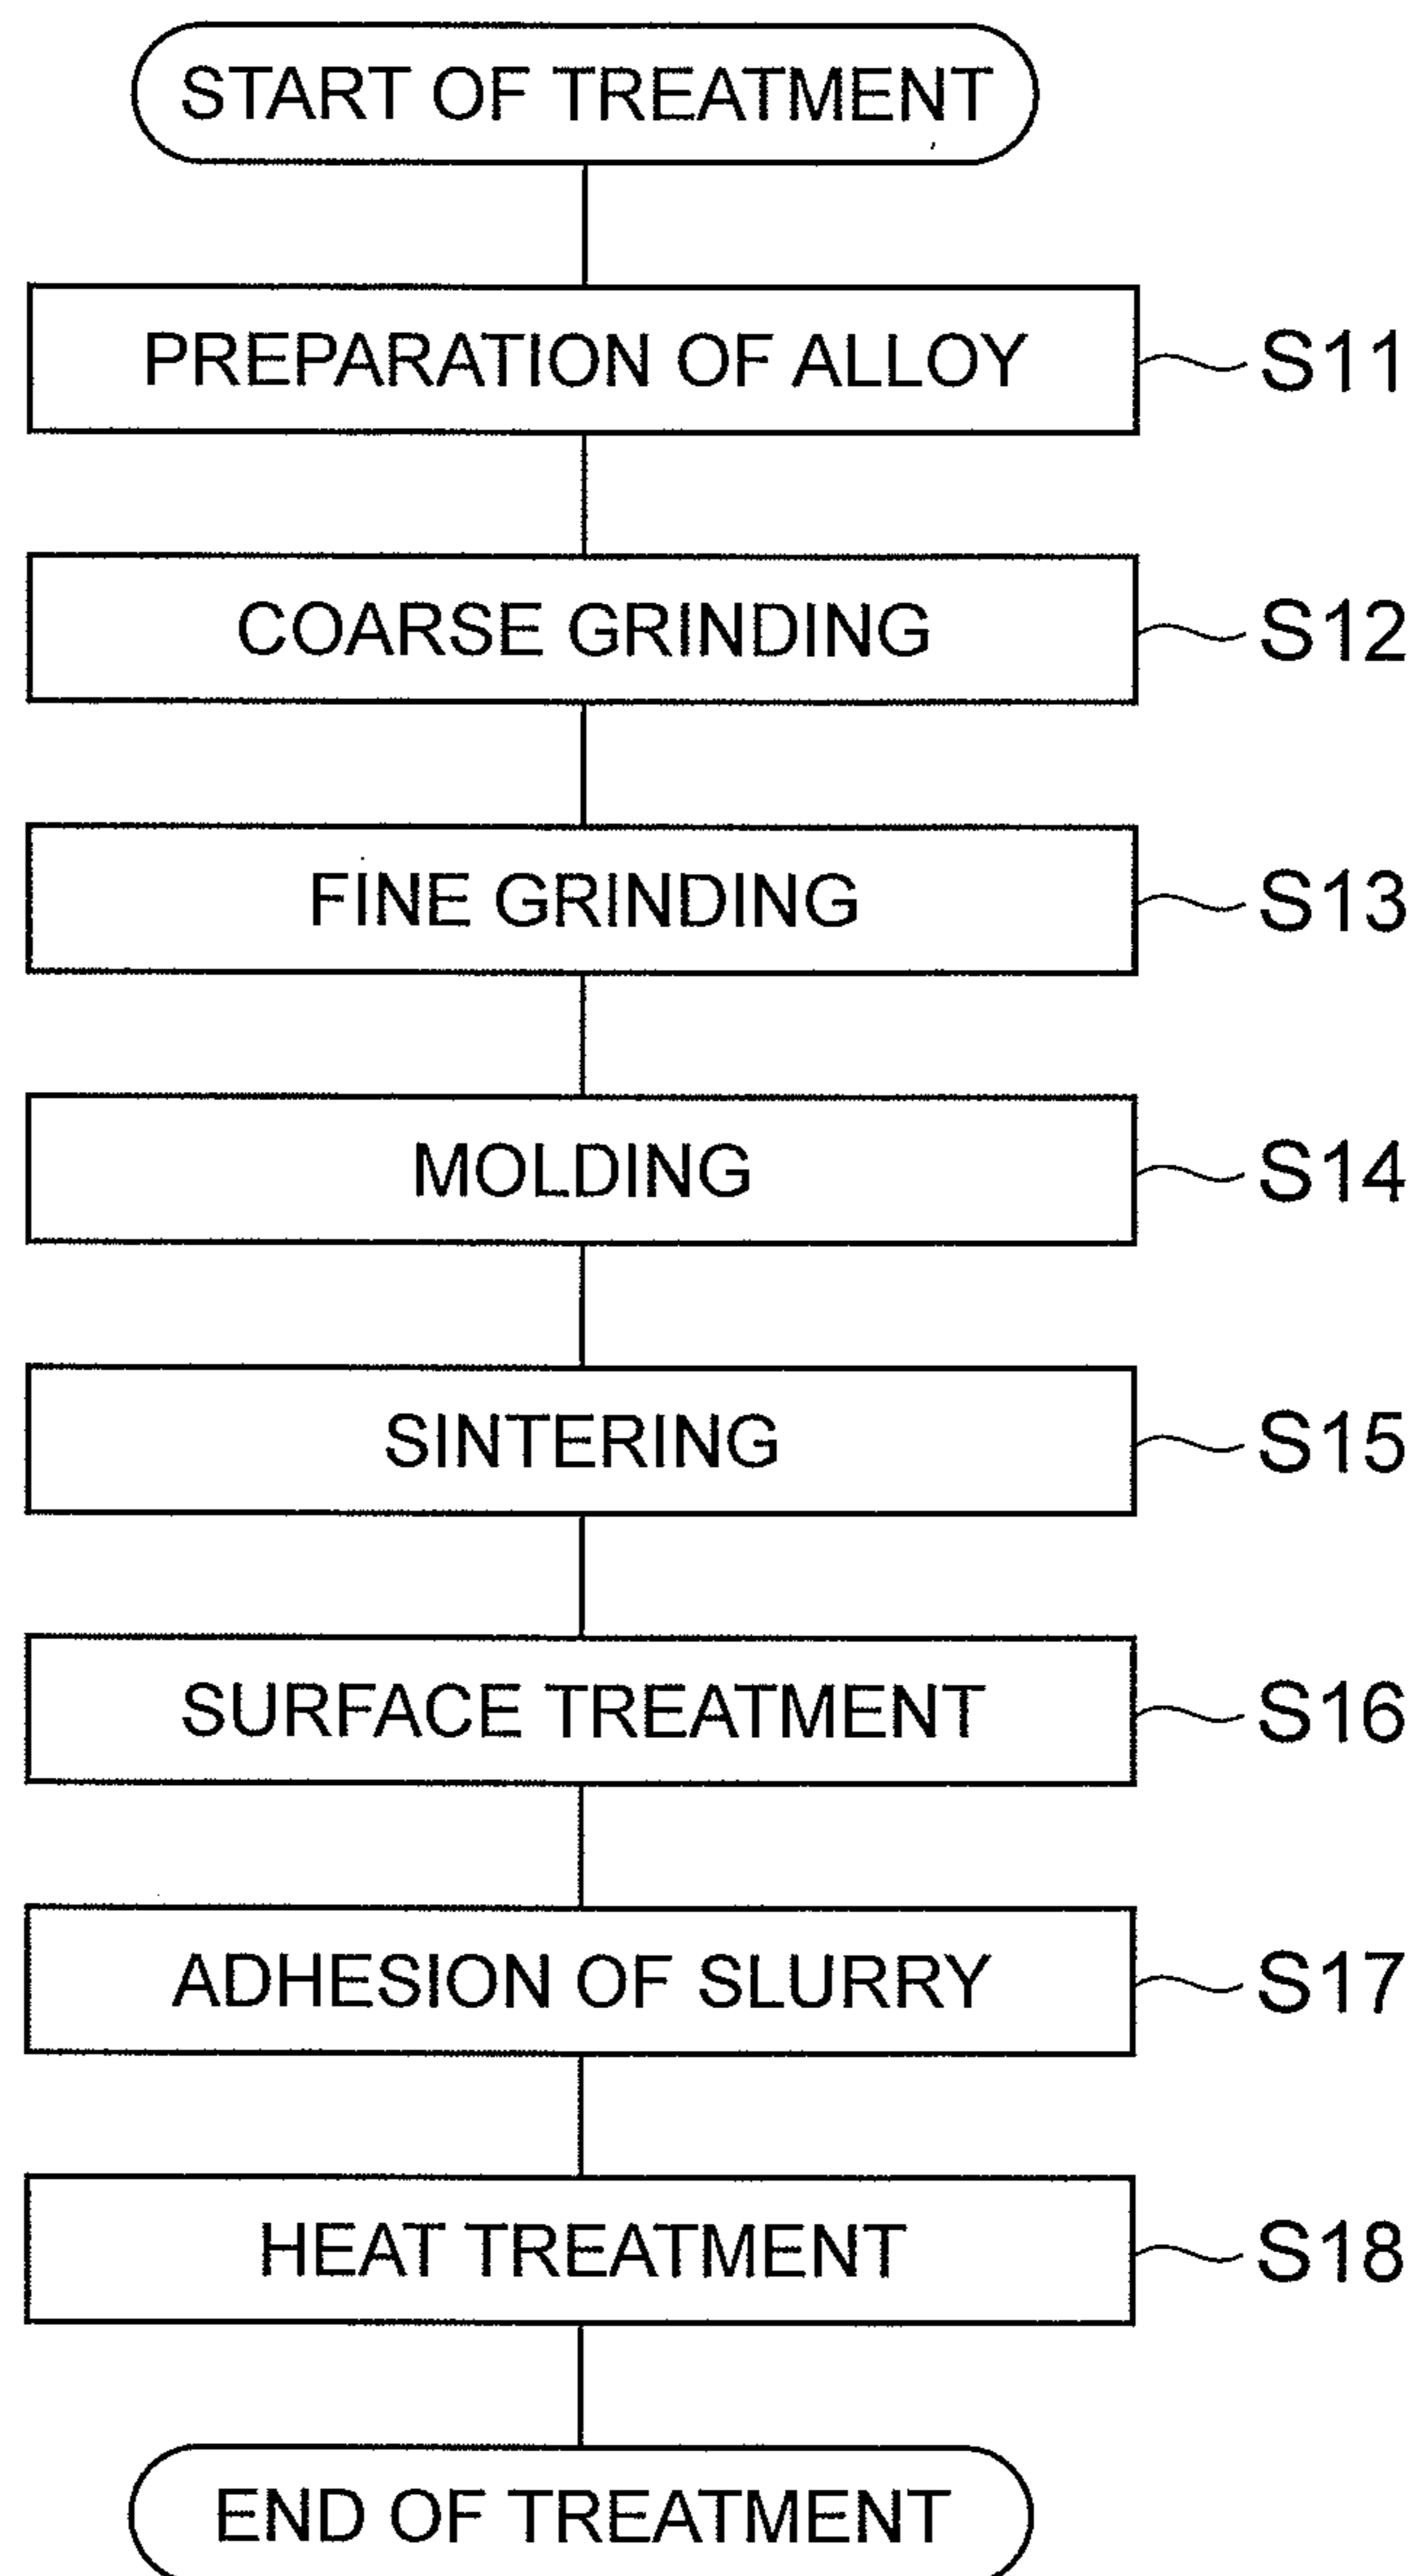 START OF TREATMENT
PREPARATION OF ALLOY S11
COARSE GRINDING S12
FINE GRINDING S13
MOLDING S14
SINTERING S15
SURFACE TREATMENT S16
ADHESION OF SLURRY S17
HEAT TREATMENT S18
END OF TREATMENT